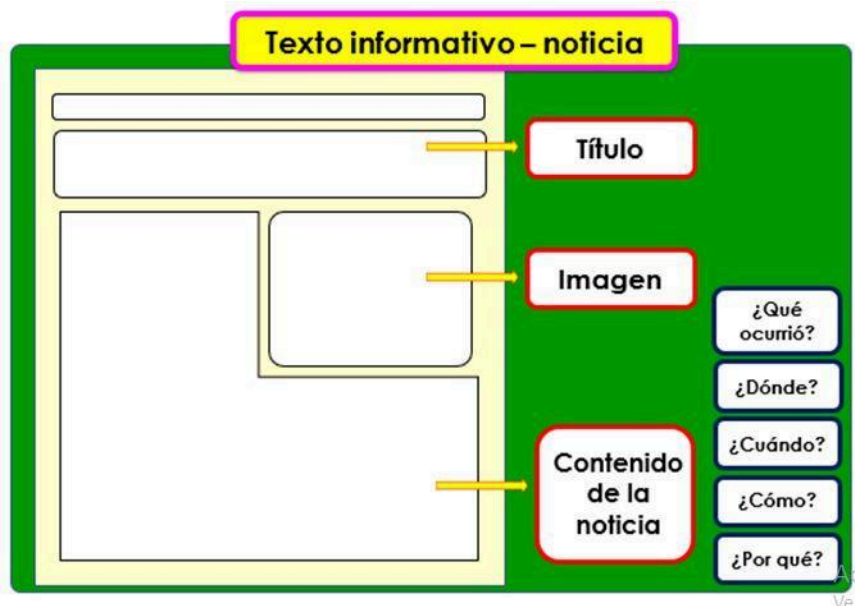 Texto informativo – noticia
Título
Imagen
¿Qué
ocurrió?
¿Dónde?
¿Cuándo?
Contenido
de la
noticia
¿Cómo?
¿Por qué?